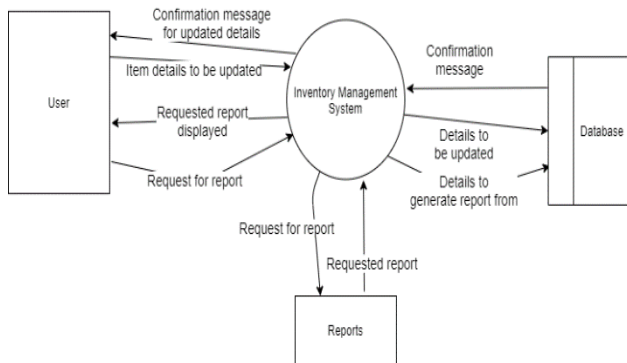 Confirmation message
for updated details
Item details to be updated
User
Requested report
displayed
Request for report
Inventory Management
System
Confirmation
message
Details to
be updated
Database
Details to
generate report from
Request for report
Requested report
Reports